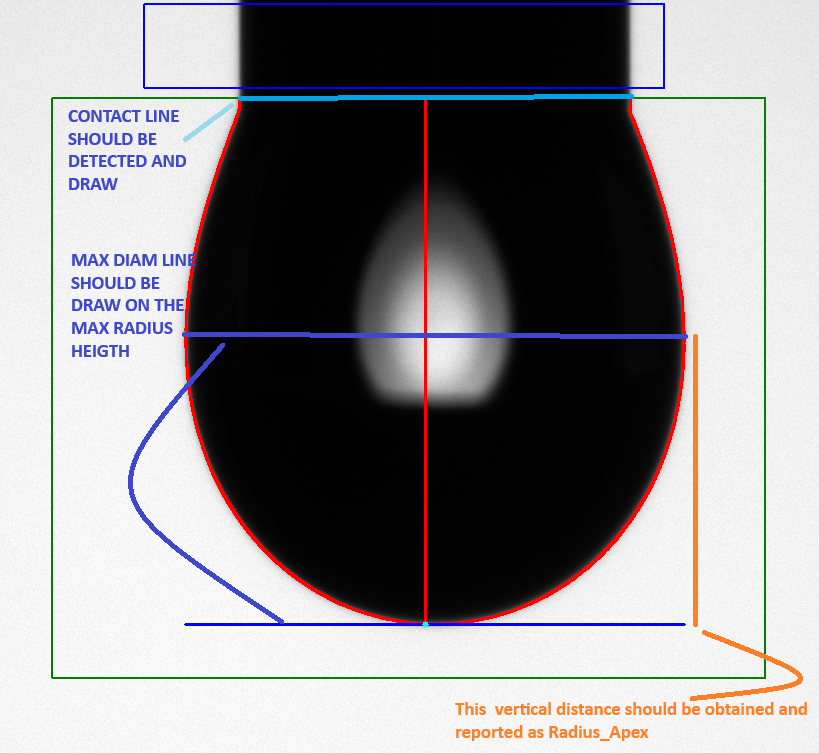 CONTACT LINE
SHOULD BE
DETECTED AND
DRAW
MAX DIAM LINE
SHOULD BE
DRAW ON THE
MAX RADIUS
HEIGTH
This vertical distance should be obtained and
reported as Radius_Apex